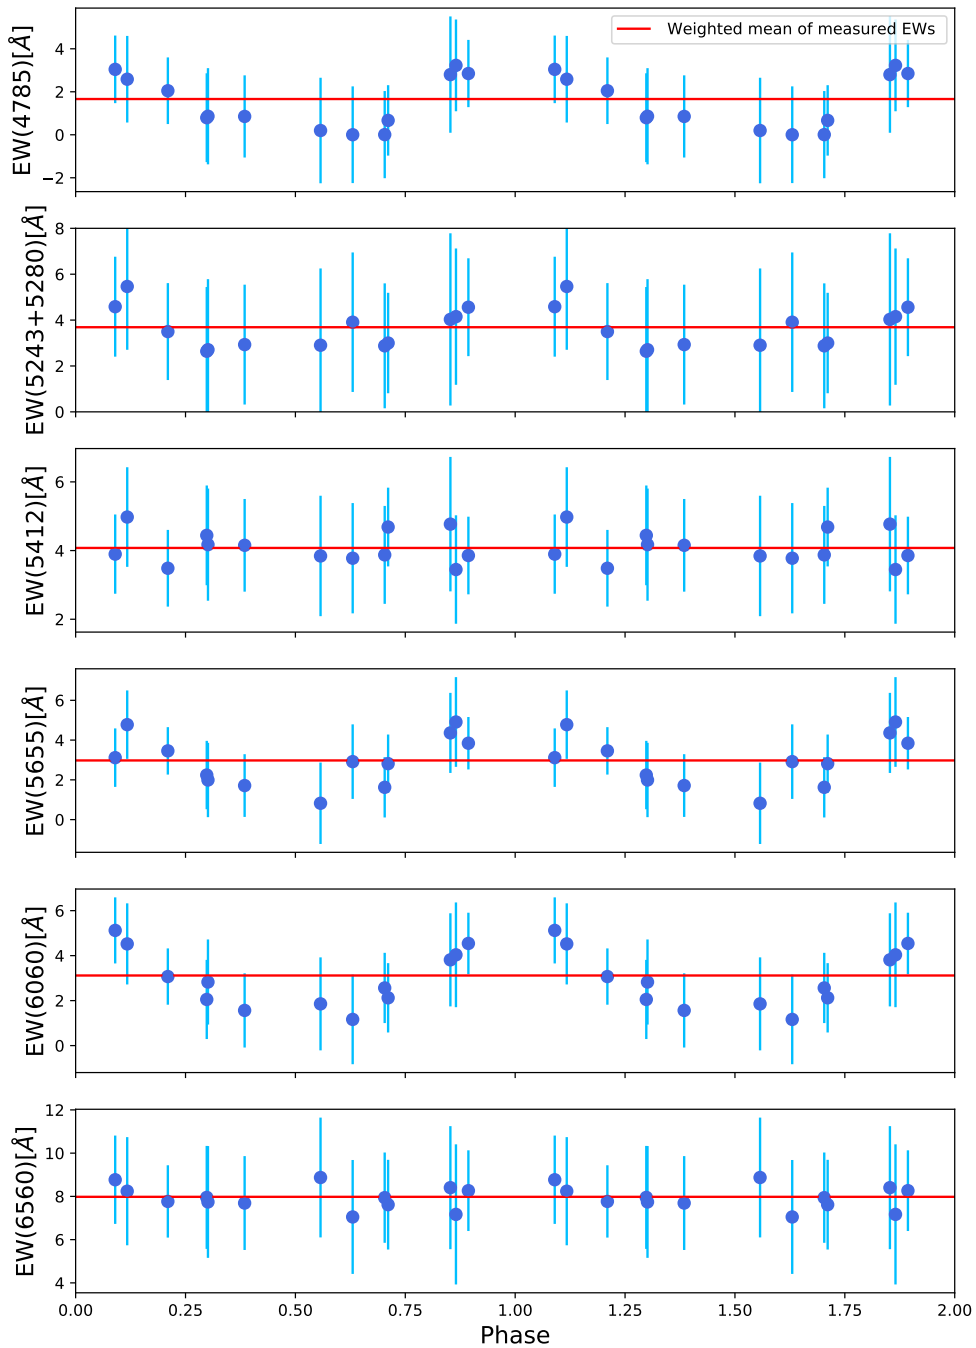 Weighted mean of measured EWs
EW(4785)[Å]
4
2
0
−2
EW(5243+5280)[Å]
8
6
4
2
0
EW(5412)[Å]
6
4
2
EW(5655)[Å]
6
4
2
0
EW(6060)[Å]
6
4
2
0
EW(6560)[Å]
12
10
8
6
4
0.00 0.25 0.50 0.75 1.00 1.25 1.50 1.75 2.00
Phase